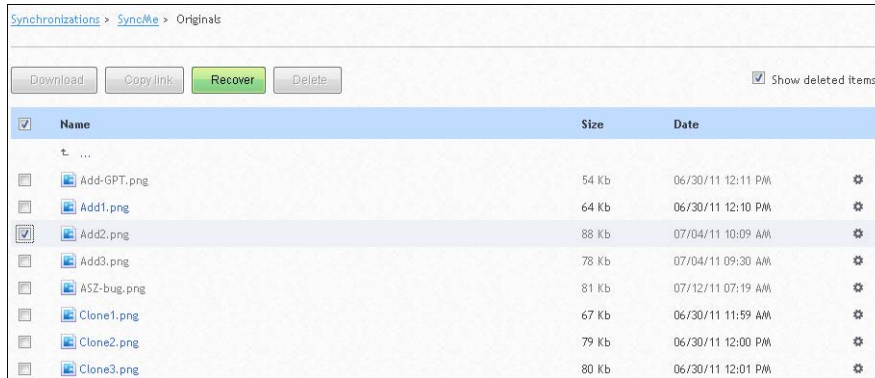 Synchronizations > SyncMe > Originals
Download Copy link Recover Delete Show deleted items
Name Size Date
...
Add-GPT.png 54 Kb 06/30/11 12:11 PM
Add1.png 64 Kb 06/30/11 12:10 PM
Add2.png 88 Kb 07/04/11 10:09 AM
Add3.png 78 Kb 07/04/11 09:30 AM
ASZ-bug.png 81 Kb 07/12/11 07:19 AM
Clone1.png 67 Kb 06/30/11 11:59 AM
Clone2.png 79 Kb 06/30/11 12:00 PM
Clone3.png 80 Kb 06/30/11 12:01 PM